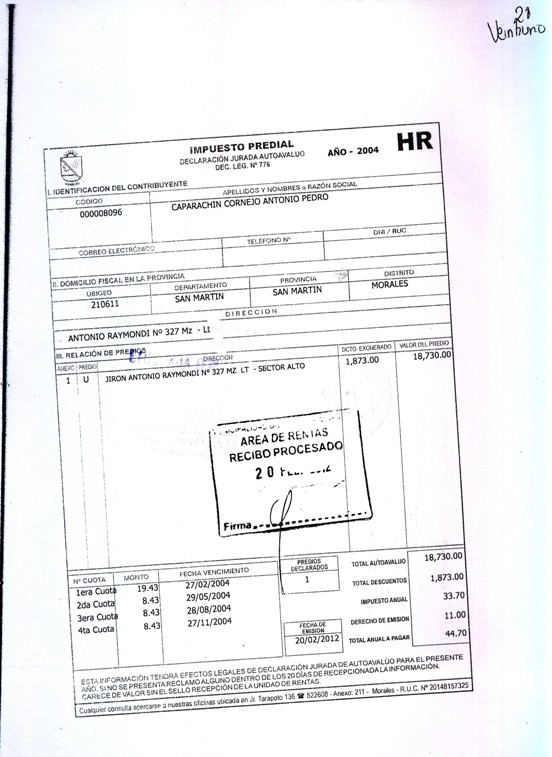 21
Veintiuno
IMPUESTO PREDIAL
DECLARACIÓN JURADA AUTOAVALUO
DEC. LEG. Nº 776
AÑO - 2004
HR
I. IDENTIFICACION DEL CONTRIBUYENTE
CÓDIGO
APELLIDOS Y NOMBRES o RAZÓN SOCIAL
000008096
CAPARACHIN CORNEJO ANTONIO PEDRO
CORREO ELECTRÓNICO
TELÉFONO Nº
DNI / RUC
II. DOMICILIO FISCAL EN LA PROVINCIA
UBIGEO
DEPARTAMENTO
PROVINCIA
DISTRITO
210611
SAN MARTIN
SAN MARTIN
MORALES
DIRECCION
ANTONIO RAYMONDI Nº 327 Mz - Lt
III. RELACIÓN DE PREDIOS
ANEXO PREDIO DIRECCION DCTO. EXONERADO VALOR DEL PREDIO
1 U JIRON ANTONIO RAYMONDI Nº 327 MZ LT - SECTOR ALTO 1,873.00 18,730.00
AREA DE RENTAS
RECIBO PROCESADO
20
Firma
Nº CUOTA MONTO FECHA VENCIMIENTO
1era Cuota 19.43 27/02/2004
2da Cuota 8.43 29/05/2004
3era Cuota 8.43 28/08/2004
4ta Cuota 8.43 27/11/2004
PREDIOS
DECLARADOS
1
FECHA DE
EMISIÓN
20/02/2012
TOTAL AUTOAVALUO 18,730.00
TOTAL DESCUENTOS 1,873.00
IMPUESTO ANUAL 33.70
DERECHO DE EMISION 11.00
TOTAL ANUAL A PAGAR 44.70
ESTA INFORMACIÓN TENDRÁ EFECTOS LEGALES DE DECLARACIÓN JURADA DE AUTOAVALÚO PARA EL PRESENTE
AÑO, SI NO SE PRESENTA RECLAMO ALGUNO DENTRO DE LOS 20 DÍAS DE RECEPCIONADA LA INFORMACIÓN.
CARECE DE VALOR SIN EL SELLO RECEPCIÓN DE LA UNIDAD DE RENTAS.
Cualquier consulta acercarse a nuestras oficinas ubicada en Jr. Tarapoto 136 ☎ 522608 - Anexo: 211 - Morales - R.U.C. Nº 20148157325